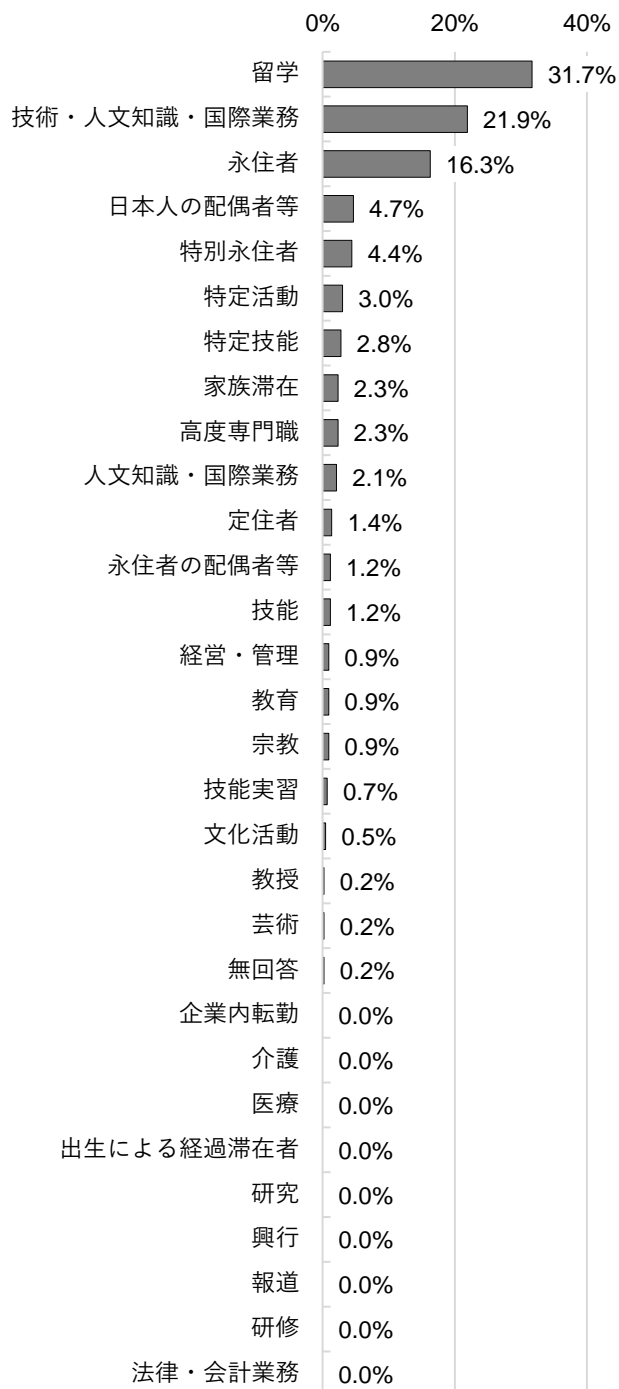 0% 20% 40%
留学 31.7%
技術・人文知識・国際業務 21.9%
永住者 16.3%
日本人の配偶者等 4.7%
特別永住者 4.4%
特定活動 3.0%
特定技能 2.8%
家族滞在 2.3%
高度専門職 2.3%
人文知識・国際業務 2.1%
定住者 1.4%
永住者の配偶者等 1.2%
技能 1.2%
経営・管理 0.9%
教育 0.9%
宗教 0.9%
技能実習 0.7%
文化活動 0.5%
教授 0.2%
芸術 0.2%
無回答 0.2%
企業内転勤 0.0%
介護 0.0%
医療 0.0%
出生による経過滞在者 0.0%
研究 0.0%
興行 0.0%
報道 0.0%
研修 0.0%
法律・会計業務 0.0%